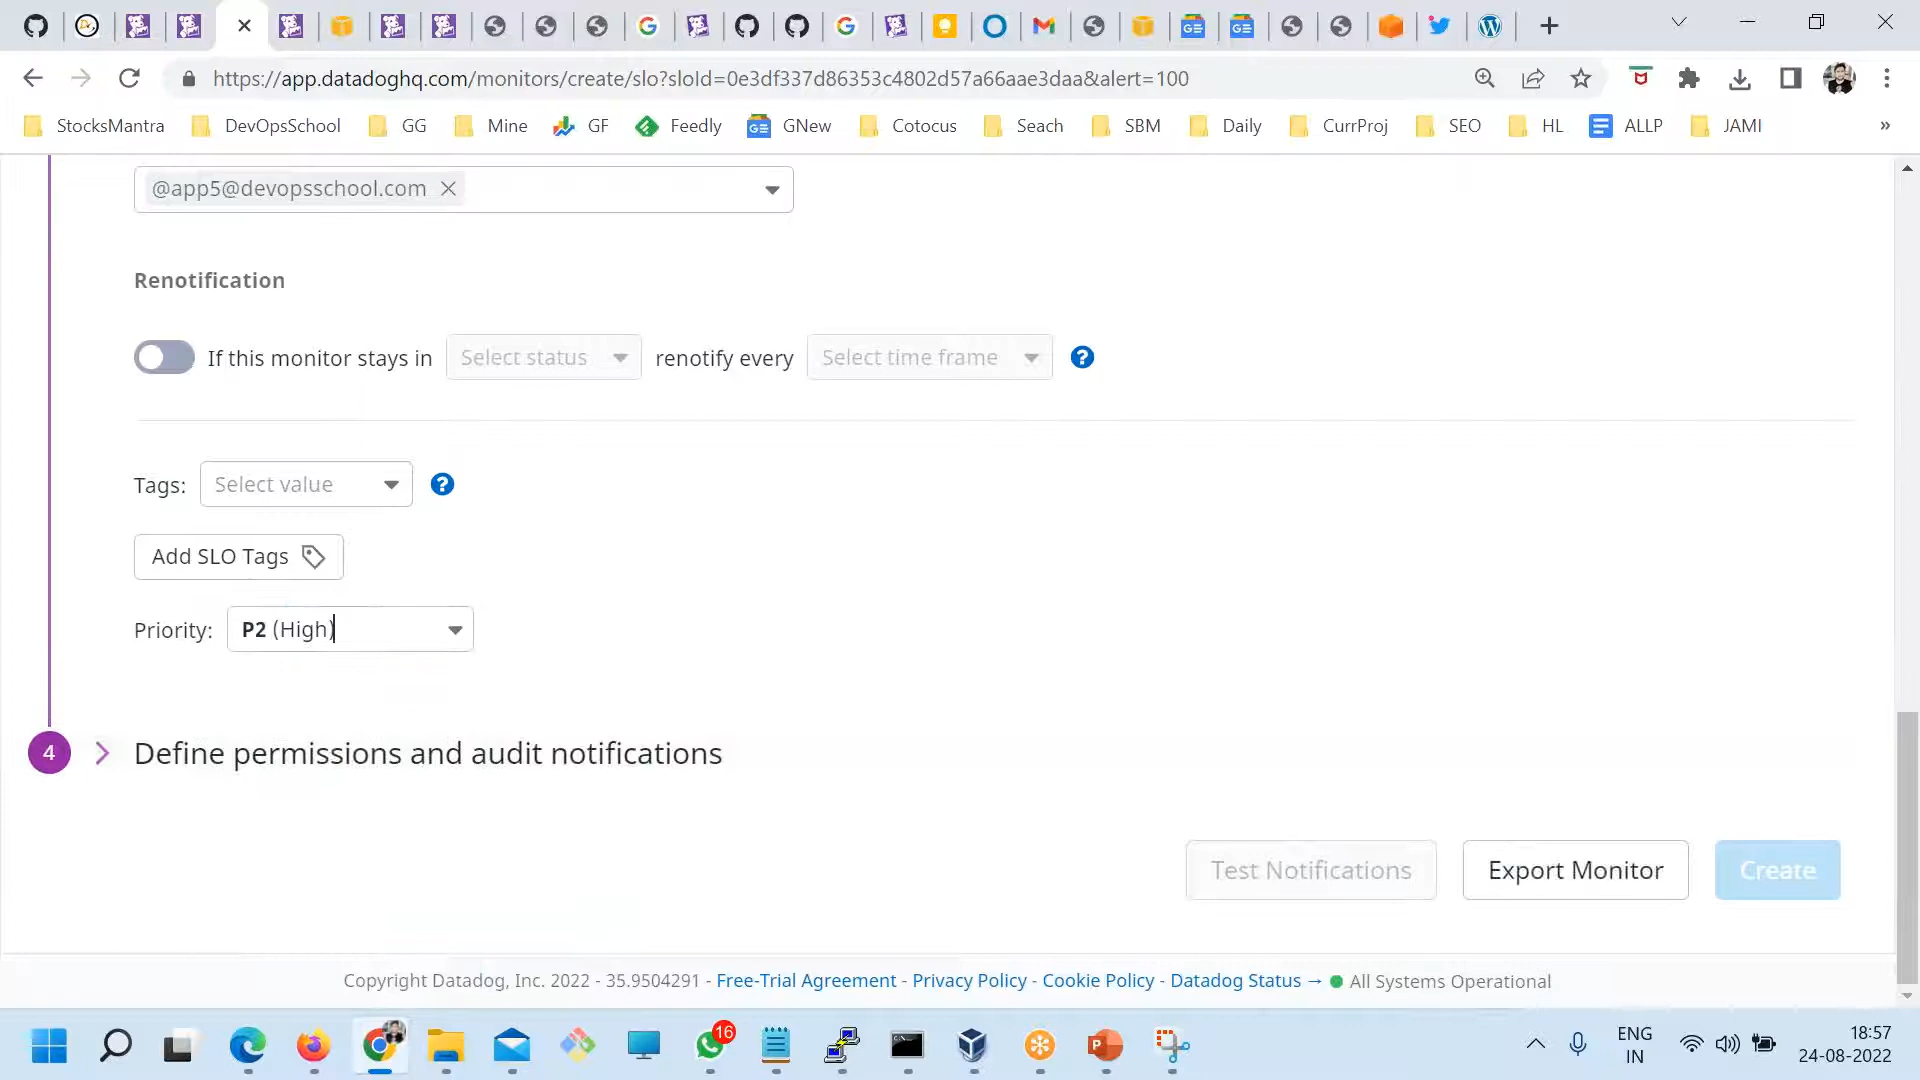 https://app.datadoghq.com/monitors/create/slo?sloId=0e3df337d86353c4802d57a66aae3daa&alert=100
StocksMantra DevOpsSchool GG Mine GF Feedly GNew Cotocus Seach SBM Daily CurrProj SEO HL ALLP JAMI »
@app5@devopsschool.com
Renotification
If this monitor stays in Select status renotify every Select time frame ?
Tags: Select value ?
Add SLO Tags
Priority: P2 (High)
4 Define permissions and audit notifications
Test Notifications Export Monitor Create
Copyright Datadog, Inc. 2022 - 35.9504291 - Free-Trial Agreement - Privacy Policy - Cookie Policy - Datadog Status → All Systems Operational
16
ENG
IN
18:57
24-08-2022